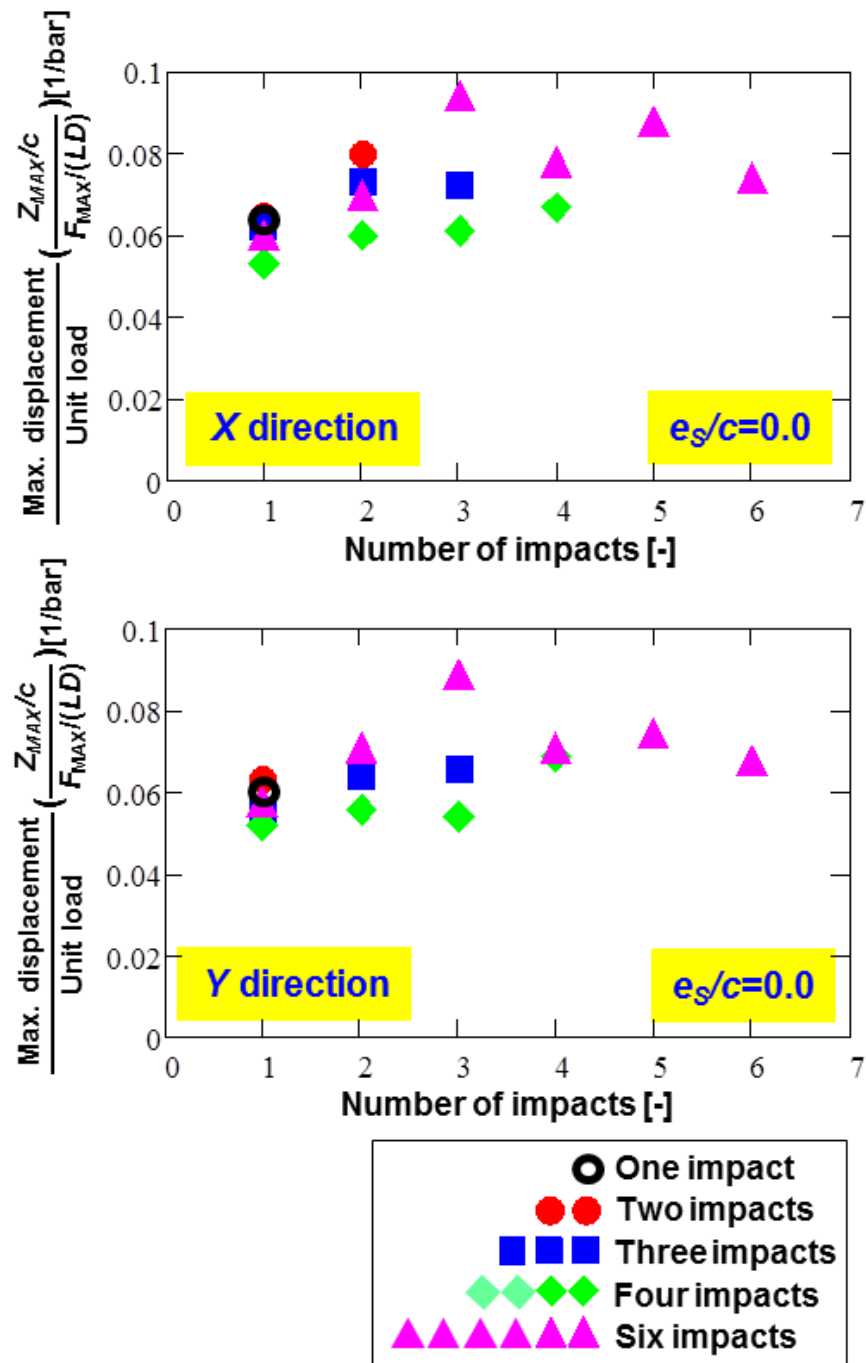 Max. displacement
Unit load
(
Z_MAX/c
F_MAX/(LD)
)[1/bar]
0.1
0.08
0.06
0.04
0.02
0
X direction
e_S/c=0.0
0 1 2 3 4 5 6 7
Number of impacts [-]
Max. displacement
Unit load
(
Z_MAX/c
F_MAX/(LD)
)[1/bar]
0.1
0.08
0.06
0.04
0.02
0
Y direction
e_S/c=0.0
0 1 2 3 4 5 6 7
Number of impacts [-]
One impact
Two impacts
Three impacts
Four impacts
Six impacts